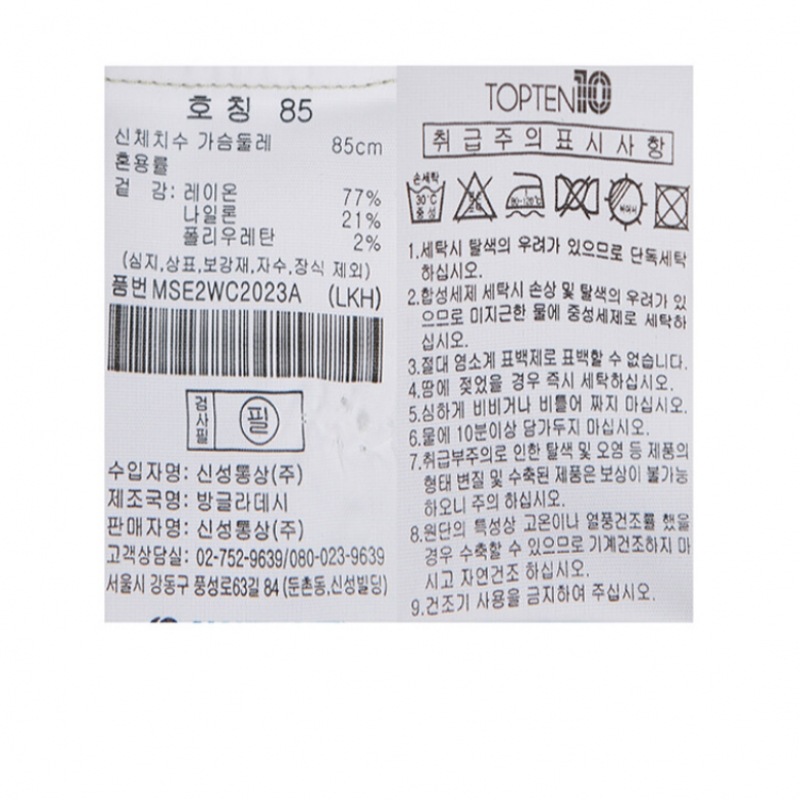 호칭 85
신체치수 가슴둘레 85cm
혼용률
겉 감: 레이온 77%
나일론 21%
폴리우레탄 2%
(심지,상표,보강재,자수,장식 제외)
품번 MSE2WC2023A (LKH)
검사필 필
수입자명: 신성통상(주)
제조국명: 방글라데시
판매자명: 신성통상(주)
고객상담실: 02-752-9639/080-023-9639
서울시 강동구 풍성로63길 84 (둔촌동,신성빌딩)
TOPTEN10
취급주의표시사항
손세탁
30℃
중성
80~120℃
1.세탁시 탈색의 우려가 있으므로 단독세탁
하십시오.
2.합성세제 세탁시 손상 및 탈색의 우려가 있
으므로 미지근한 물에 중성세제로 세탁하
십시오.
3.절대 염소계 표백제로 표백할 수 없습니다.
4.땀에 젖었을 경우 즉시 세탁하십시오.
5.심하게 비비거나 비틀어 짜지 마십시오.
6.물에 10분이상 담가두지 마십시오.
7.취급부주의로 인한 탈색 및 오염 등 제품의
형태 변질 및 수축된 제품은 보상이 불가능
하오니 주의 하십시오.
8.원단의 특성상 고온이나 열풍건조를 했을
경우 수축할 수 있으므로 기계건조하지 마
시고 자연건조 하십시오.
9.건조기 사용을 금지하여 주십시오.